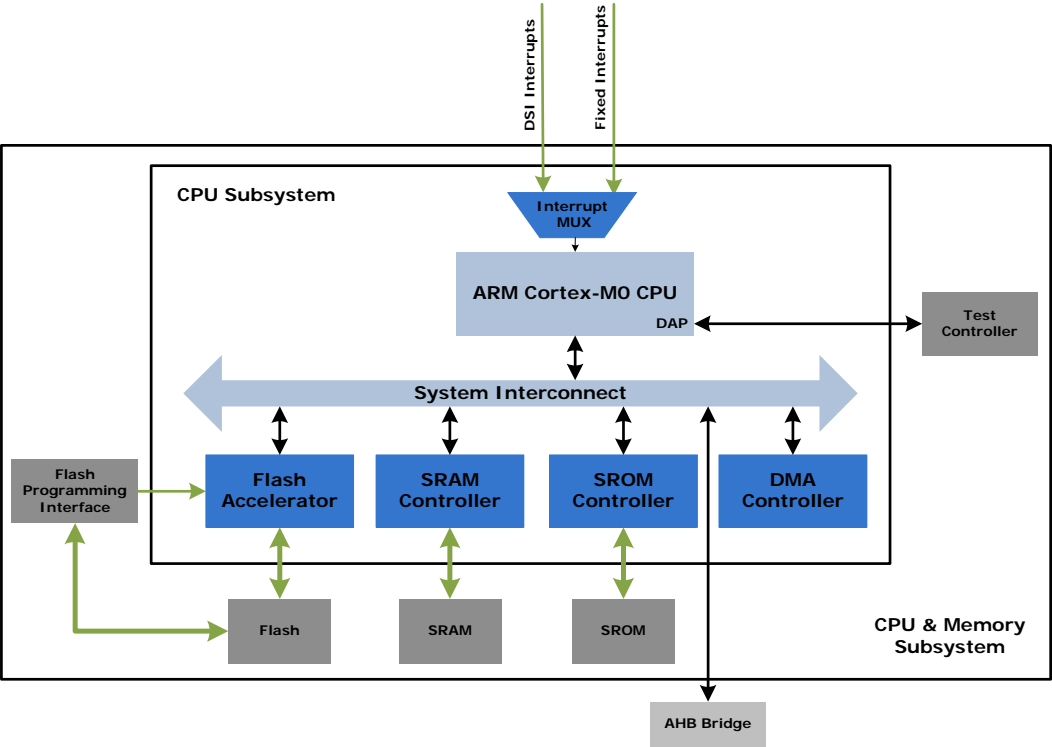 DSI Interrupts
Fixed Interrupts
CPU Subsystem
Interrupt
MUX
ARM Cortex-M0 CPU
DAP
Test
Controller
System Interconnect
Flash
Programming
Interface
Flash
Accelerator
SRAM
Controller
SROM
Controller
DMA
Controller
Flash
SRAM
SROM
CPU & Memory
Subsystem
AHB Bridge